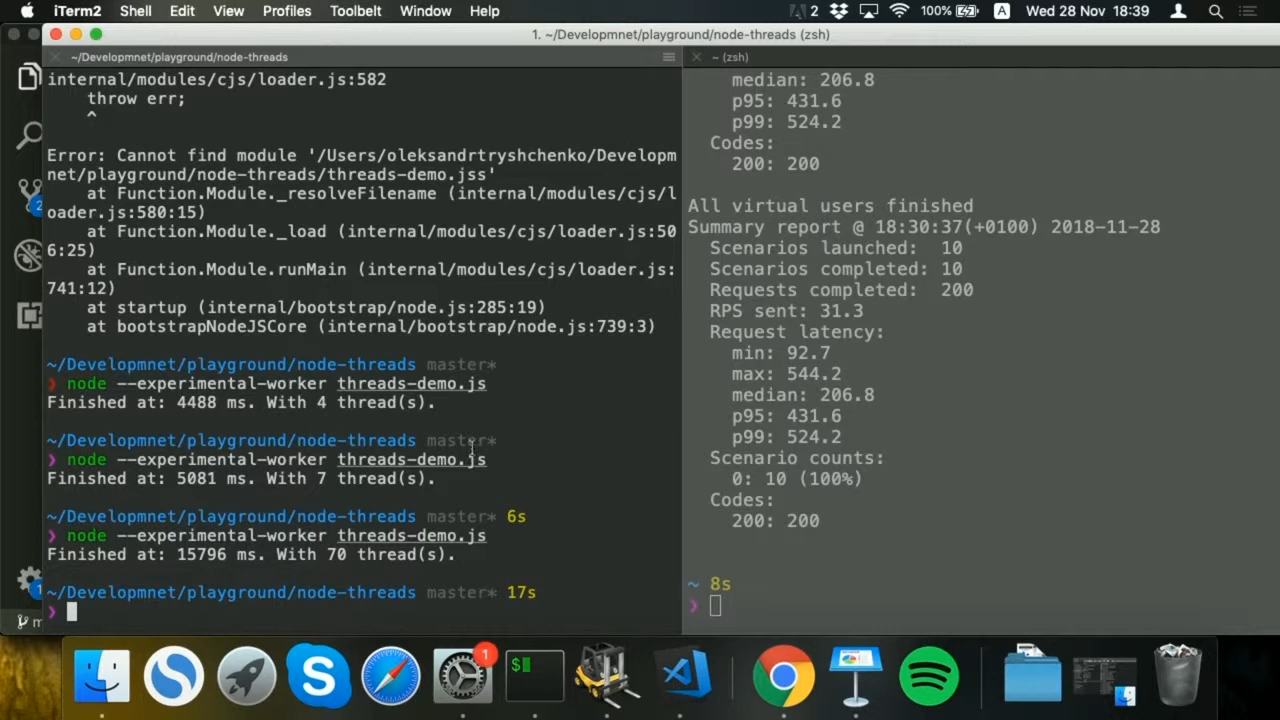 iTerm2 Shell Edit View Profiles Toolbelt Window Help 2 100% A Wed 28 Nov 18:39
1. ~/Developmnet/playground/node-threads (zsh)
~/Developmnet/playground/node-threads
internal/modules/cjs/loader.js:582
throw err;
^
Error: Cannot find module '/Users/oleksandrtryshchenko/Developm
net/playground/node-threads/threads-demo.jss'
at Function.Module._resolveFilename (internal/modules/cjs/l
oader.js:580:15)
at Function.Module._load (internal/modules/cjs/loader.js:50
6:25)
at Function.Module.runMain (internal/modules/cjs/loader.js:
741:12)
at startup (internal/bootstrap/node.js:285:19)
at bootstrapNodeJSCore (internal/bootstrap/node.js:739:3)
~/Developmnet/playground/node-threads master*
❯ node --experimental-worker threads-demo.js
Finished at: 4488 ms. With 4 thread(s).
~/Developmnet/playground/node-threads master*
❯ node --experimental-worker threads-demo.js
Finished at: 5081 ms. With 7 thread(s).
~/Developmnet/playground/node-threads master* 6s
❯ node --experimental-worker threads-demo.js
Finished at: 15796 ms. With 70 thread(s).
~/Developmnet/playground/node-threads master* 17s
❯
~ (zsh)
median: 206.8
p95: 431.6
p99: 524.2
Codes:
200: 200
All virtual users finished
Summary report @ 18:30:37(+0100) 2018-11-28
Scenarios launched: 10
Scenarios completed: 10
Requests completed: 200
RPS sent: 31.3
Request latency:
min: 92.7
max: 544.2
median: 206.8
p95: 431.6
p99: 524.2
Scenario counts:
0: 10 (100%)
Codes:
200: 200
~ 8s
❯
2
1
m
1
$
S